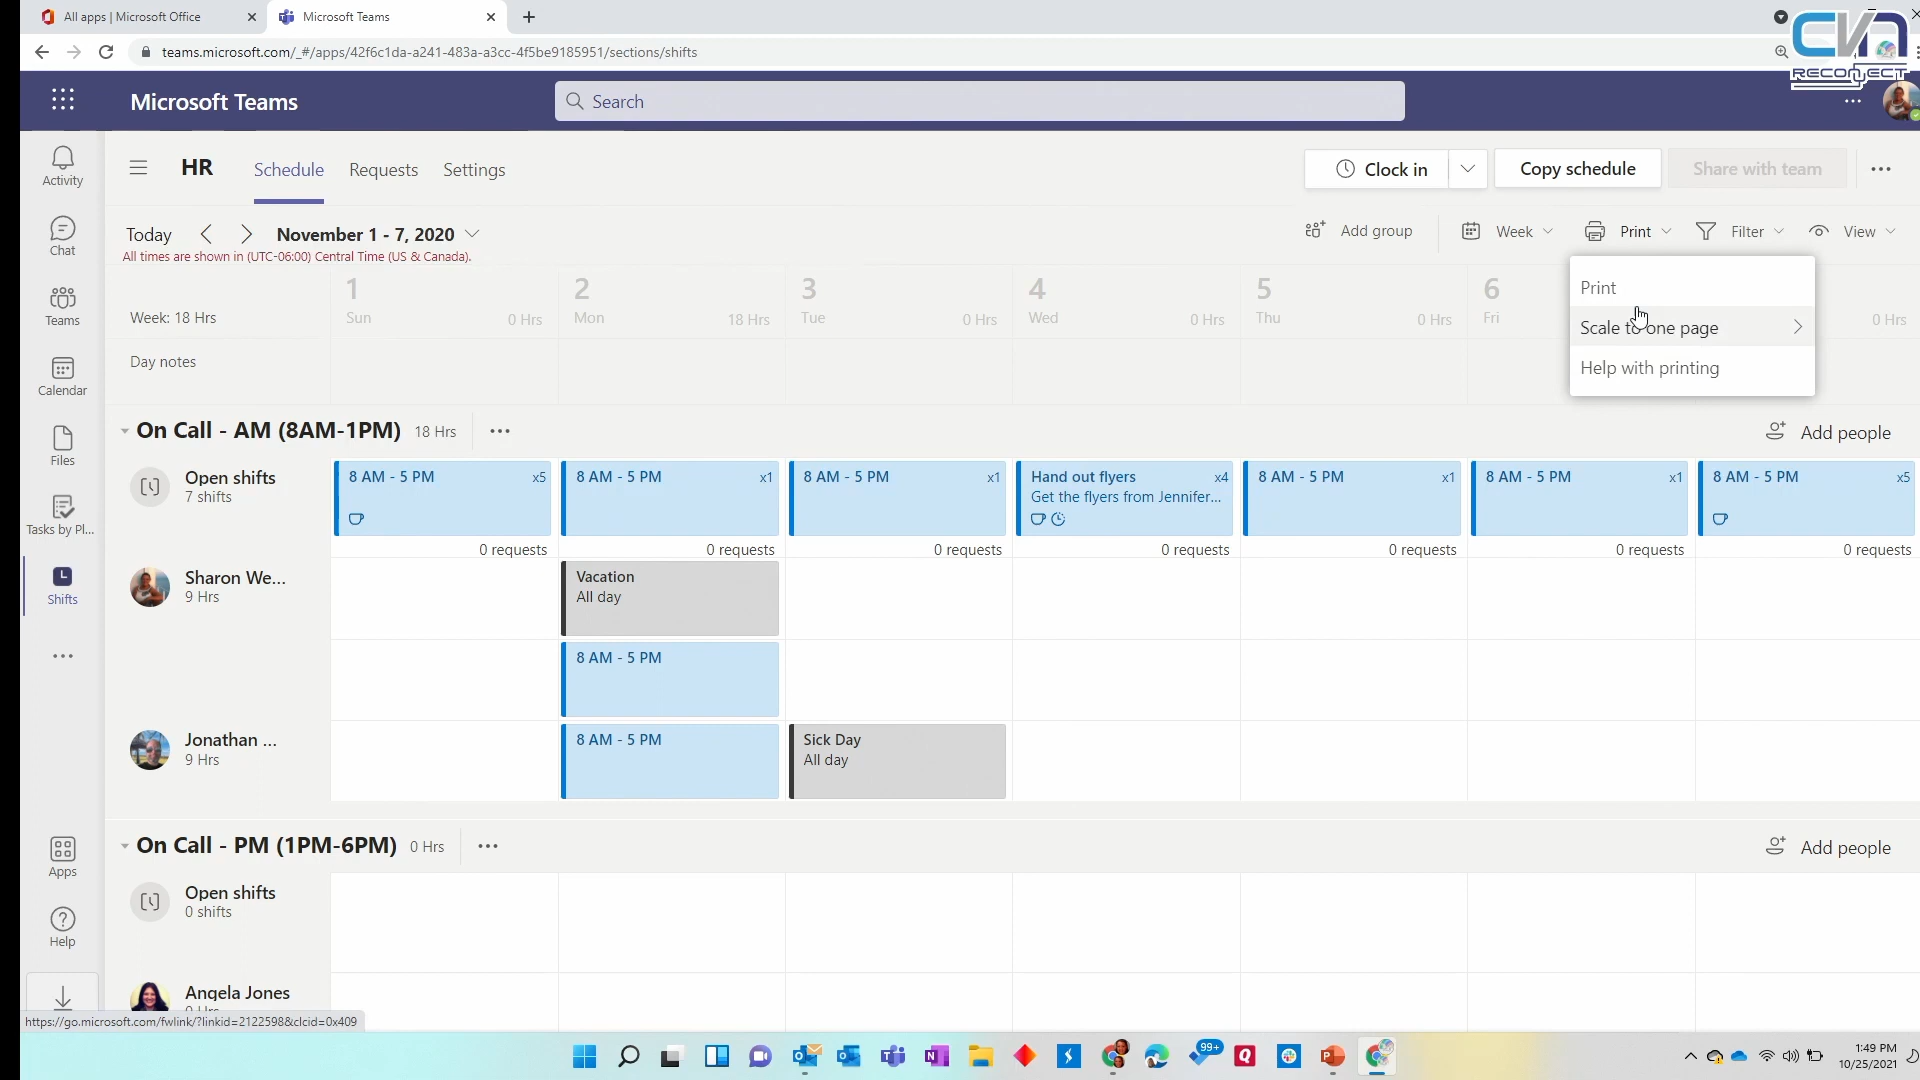 All apps | Microsoft Office
Microsoft Teams
teams.microsoft.com/_#/apps/42f6c1da-a241-483a-a3cc-4f5be9185951/sections/shifts
CVN
RECONJECT
Microsoft Teams
Search
HR
Schedule
Requests
Settings
Clock in
Copy schedule
Share with team
Today
November 1 - 7, 2020
All times are shown in (UTC-06:00) Central Time (US & Canada).
Add group
Week
Print
Filter
View
Print
Scale to one page
Help with printing
Activity
Chat
Teams
Calendar
Files
Tasks by Pl...
Shifts
Apps
Help
Week: 18 Hrs
1
Sun
0 Hrs
2
Mon
18 Hrs
3
Tue
0 Hrs
4
Wed
0 Hrs
5
Thu
0 Hrs
6
Fri
0 Hrs
Day notes
On Call - AM (8AM-1PM) 18 Hrs
Add people
Open shifts
7 shifts
8 AM - 5 PM x5
8 AM - 5 PM x1
8 AM - 5 PM x1
Hand out flyers x4
Get the flyers from Jennifer...
8 AM - 5 PM x1
8 AM - 5 PM x1
8 AM - 5 PM x5
0 requests
0 requests
0 requests
0 requests
0 requests
0 requests
0 requests
Sharon We...
9 Hrs
Vacation
All day
8 AM - 5 PM
Jonathan ...
9 Hrs
8 AM - 5 PM
Sick Day
All day
On Call - PM (1PM-6PM) 0 Hrs
Add people
Open shifts
0 shifts
Angela Jones
0 Hrs
https://go.microsoft.com/fwlink/?linkid=2122598&clcid=0x409
99+
1:49 PM
10/25/2021